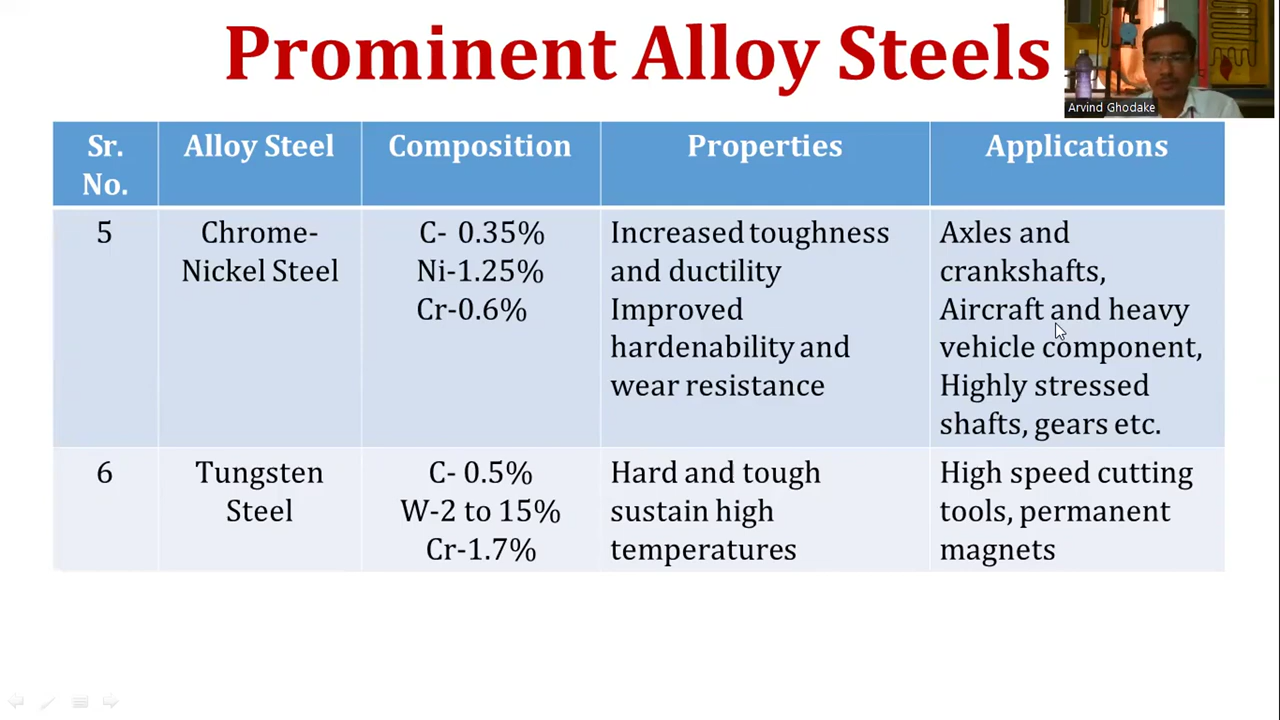 Prominent Alloy Steels
Arvind Ghodake
Sr.
No.
Alloy Steel
Composition
Properties
Applications
5
Chrome-
Nickel Steel
C- 0.35%
Ni-1.25%
Cr-0.6%
Increased toughness
and ductility
Improved
hardenability and
wear resistance
Axles and
crankshafts,
Aircraft and heavy
vehicle component,
Highly stressed
shafts, gears etc.
6
Tungsten
Steel
C- 0.5%
W-2 to 15%
Cr-1.7%
Hard and tough
sustain high
temperatures
High speed cutting
tools, permanent
magnets